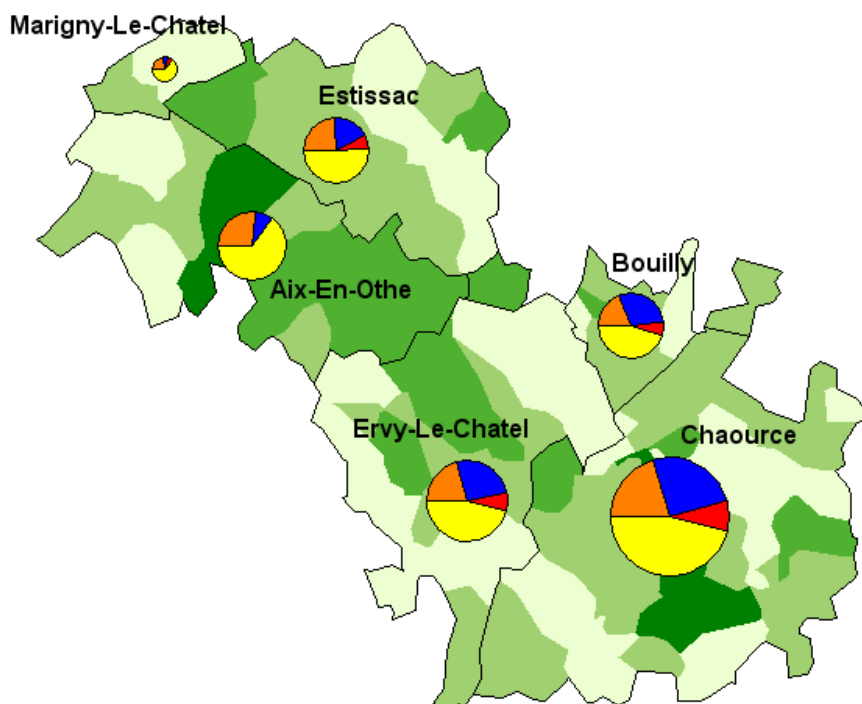 Marigny-Le-Chatel
Estissac
Bouilly
Aix-En-Othe
Ervy-Le-Chatel
Chaource